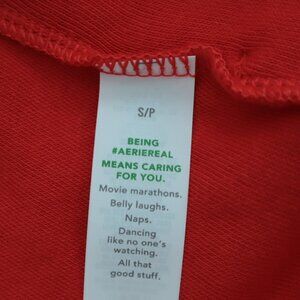 S/P
BEING
#AERIEREAL
MEANS CARING
FOR YOU.
Movie marathons.
Belly laughs.
Naps.
Dancing
like no one's
watching.
All that
good stuff.